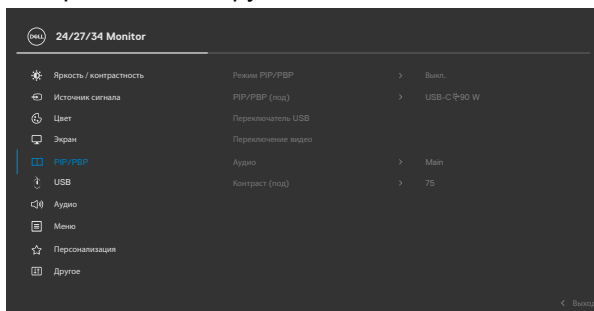 DELL 24/27/34 Monitor
Яркость / контрастность Режим PIP/PBP > Выкл.
Источник сигнала PIP/PBP (под) > USB-C 90 W
Цвет Переключатель USB
Экран Переключение видео
PIP/PBP Аудио > Main
USB Контраст (под) > 75
Аудио
Меню
Персонализация
Другое
< Выход